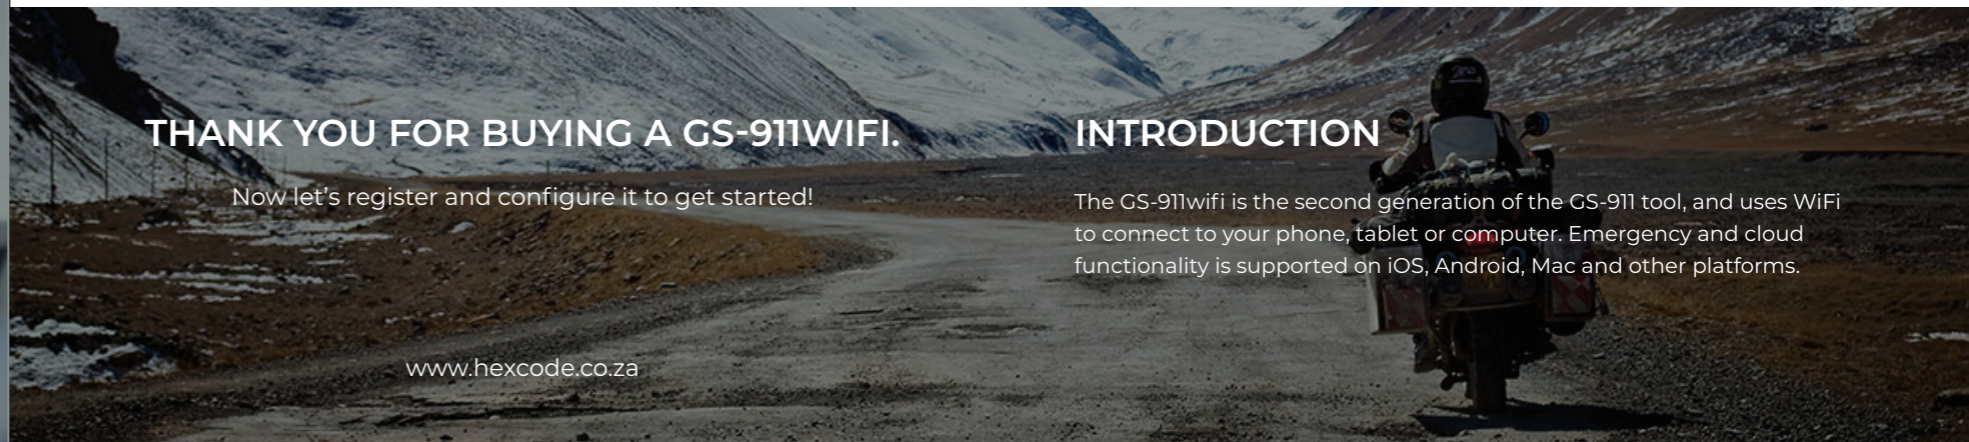 THANK YOU FOR BUYING A GS-911WIFI.
Now let's register and configure it to get started!
www.hexcode.co.za
INTRODUCTION
The GS-911wifi is the second generation of the GS-911 tool, and uses WiFi
to connect to your phone, tablet or computer. Emergency and cloud
functionality is supported on iOS, Android, Mac and other platforms.